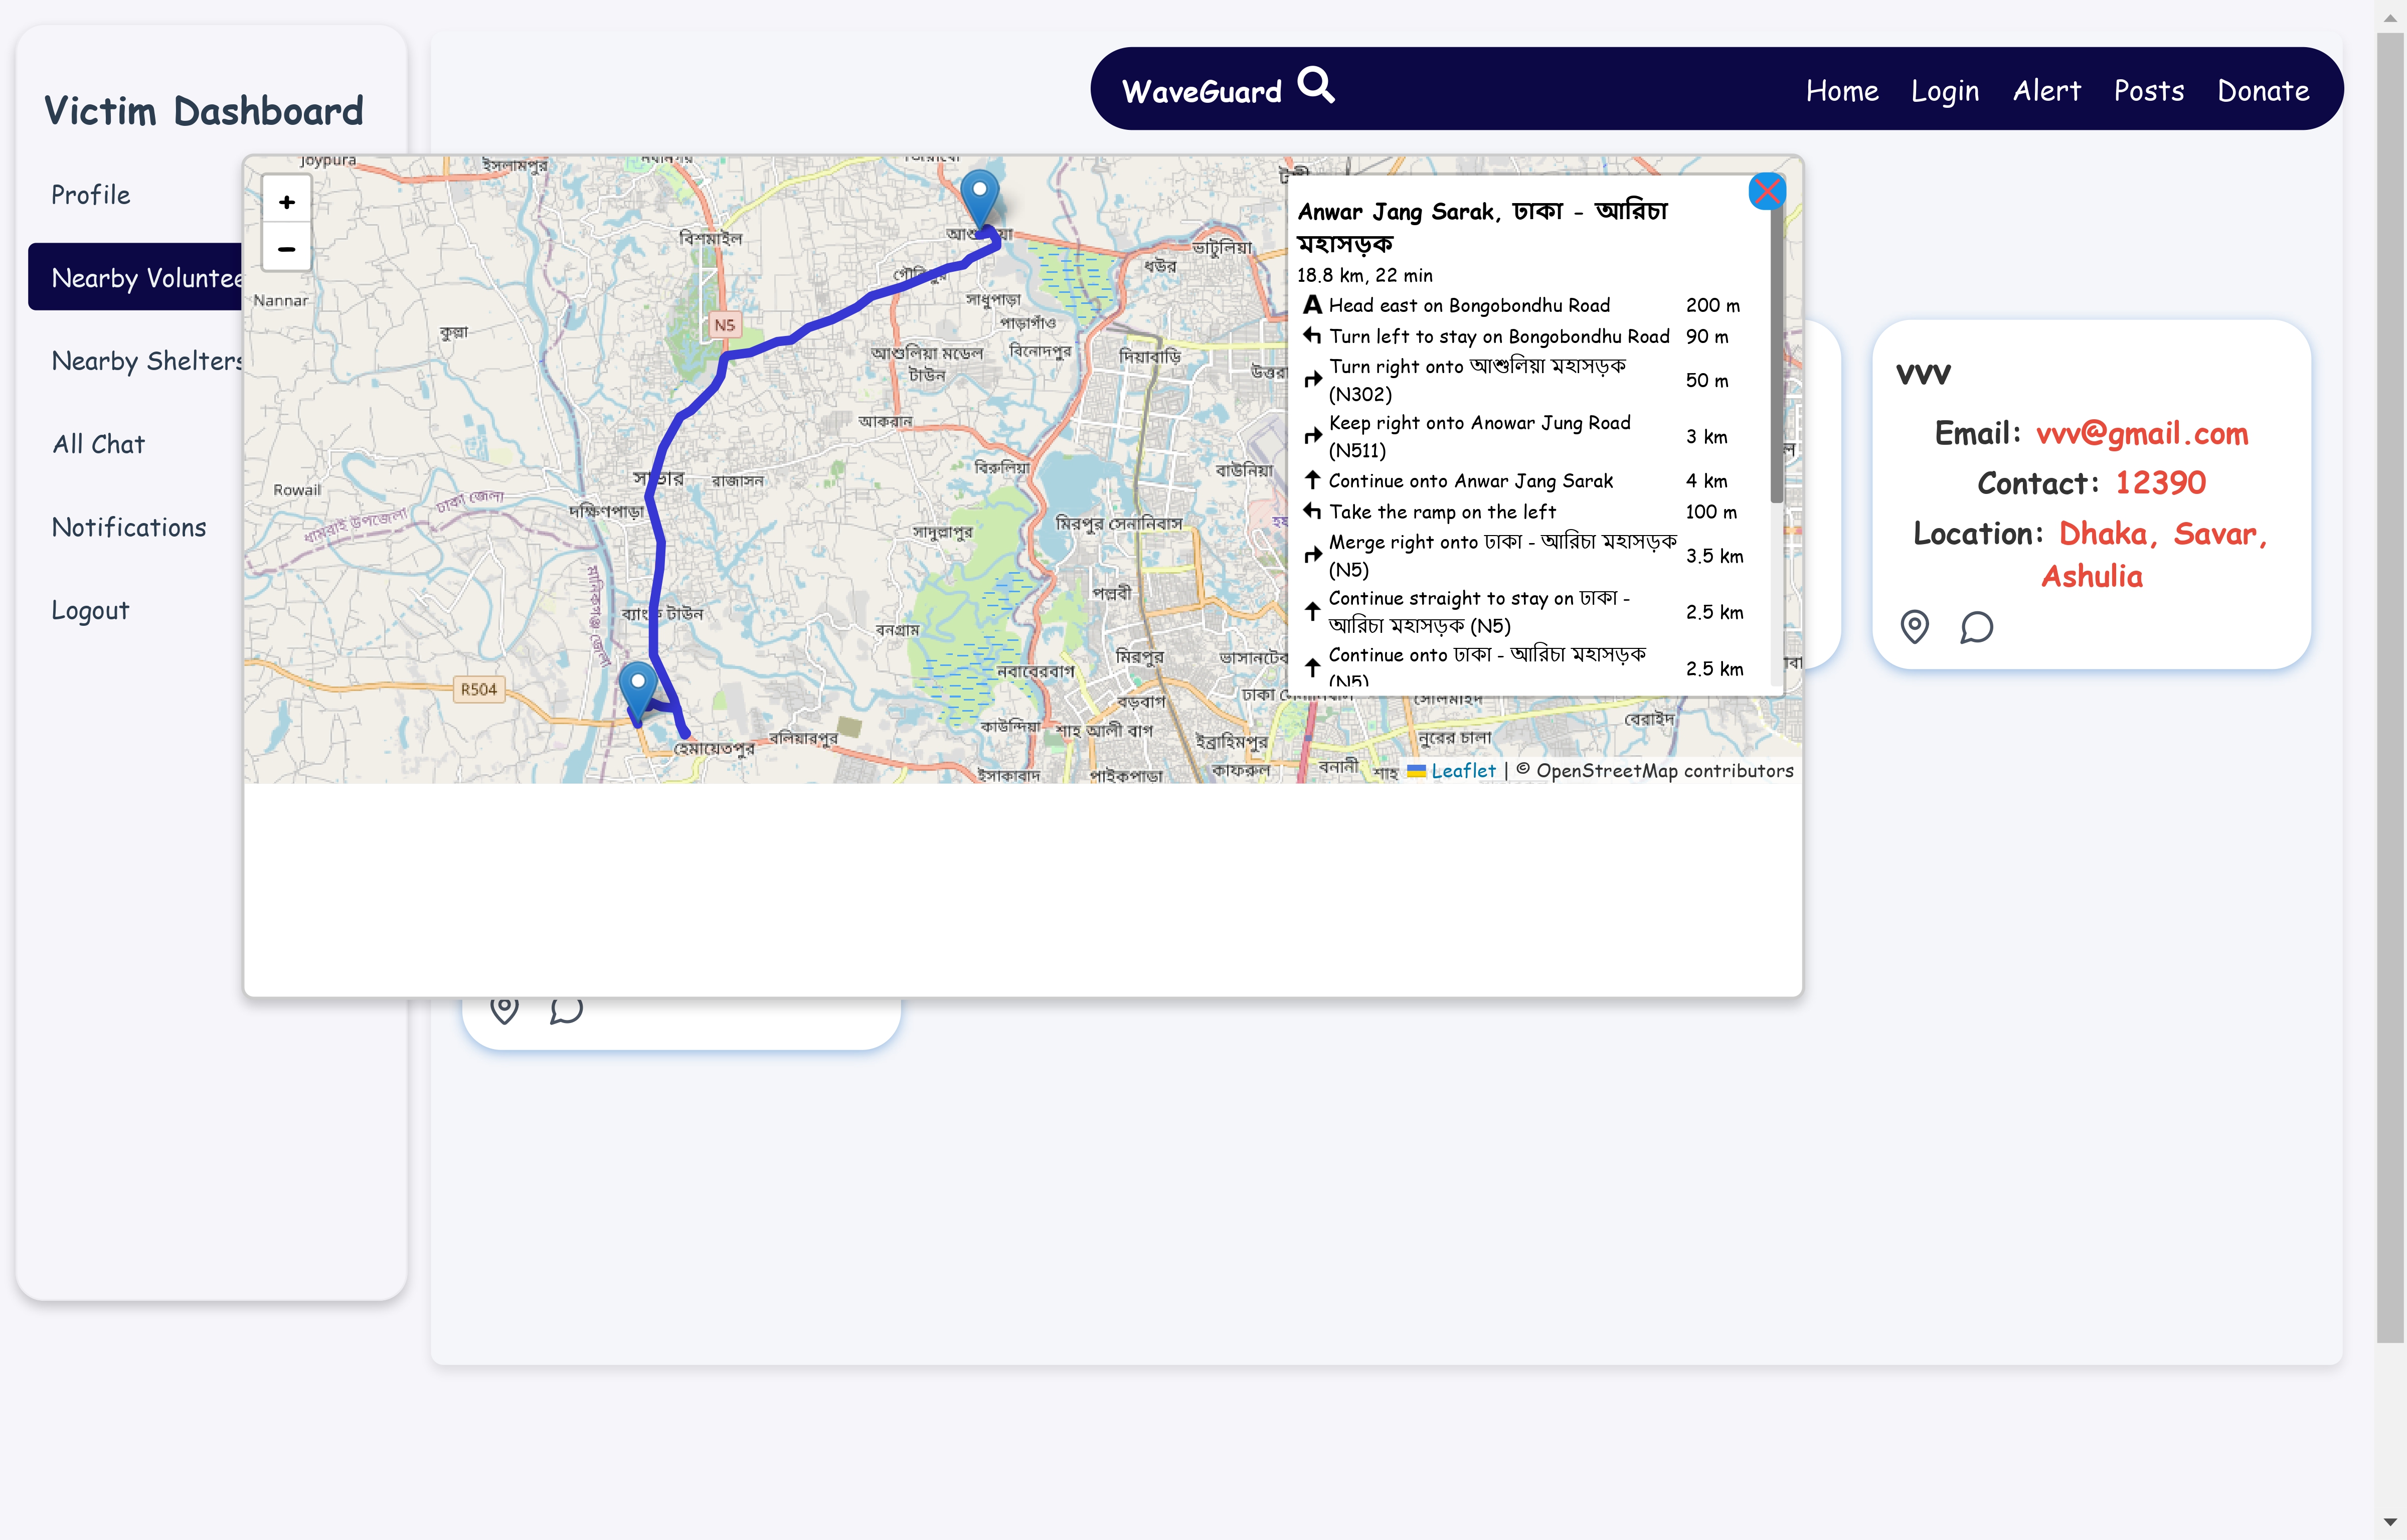 Victim Dashboard
Profile
Nearby Voluntee
Nearby Shelters
All Chat
Notifications
Logout
WaveGuard
Home Login Alert Posts Donate
+
−
Joypura
ইসলামপুর
বিশমাইল
Nannar
কুল্লা
N5
ভাটুলিয়া
ধউর
সাধুপাড়া
পাড়াগাঁও
আশুলিয়া মডেল
টাউন
বিনোদপুর
দিয়াবাড়ি
আকরান
Rowail
রাজাসন
বিরুলিয়া
বাউনিয়া
ধামরাই উপজেলা
ঢাকা জেলা
দক্ষিণপাড়া
সাদুল্লাপুর
মিরপুর সেনানিবাস
মানিকগঞ্জ জেলা
পল্লবী
ব্যাংক টাউন
বনগ্রাম
মিরপুর
নবাবেরবাগ
R504
বড়বাগ
হেমায়েতপুর
বলিয়ারপুর
কাউন্দিয়া
শাহ আলী বাগ
ইব্রাহিমপুর
নুরের চালা
বেরাইদ
ইসাকাবাদ
পাইকপাড়া
কাফরুল
বনানী
Anwar Jang Sarak, ঢাকা - আরিচা
মহাসড়ক
18.8 km, 22 min
A Head east on Bongobondhu Road 200 m
Turn left to stay on Bongobondhu Road 90 m
Turn right onto আশুলিয়া মহাসড়ক
(N302) 50 m
Keep right onto Anowar Jung Road
(N511) 3 km
Continue onto Anwar Jang Sarak 4 km
Take the ramp on the left 100 m
Merge right onto ঢাকা - আরিচা মহাসড়ক
(N5) 3.5 km
Continue straight to stay on ঢাকা -
আরিচা মহাসড়ক (N5) 2.5 km
Continue onto ঢাকা - আরিচা মহাসড়ক
(N5) 2.5 km
Leaflet | © OpenStreetMap contributors
vvv
Email: vvv@gmail.com
Contact: 12390
Location: Dhaka, Savar,
Ashulia